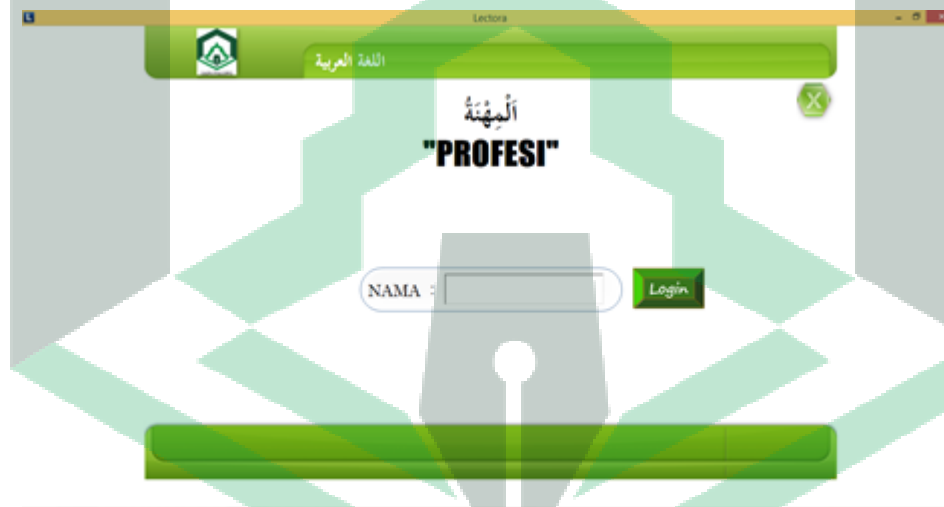 Lectora
اللغة العربية
اَلْمِهْنَةُ
"PROFESI"
NAMA :
Login
X